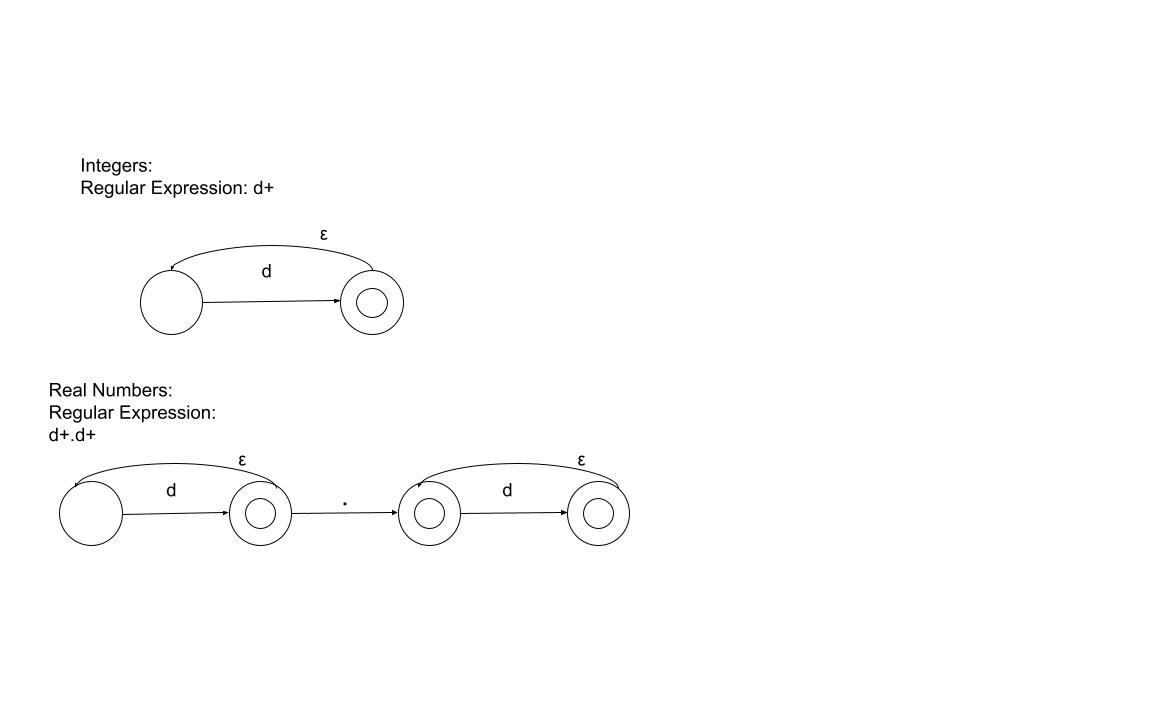 Integers:
Regular Expression: d+
ε
d
Real Numbers:
Regular Expression:
d+.d+
ε
ε
d
.
d